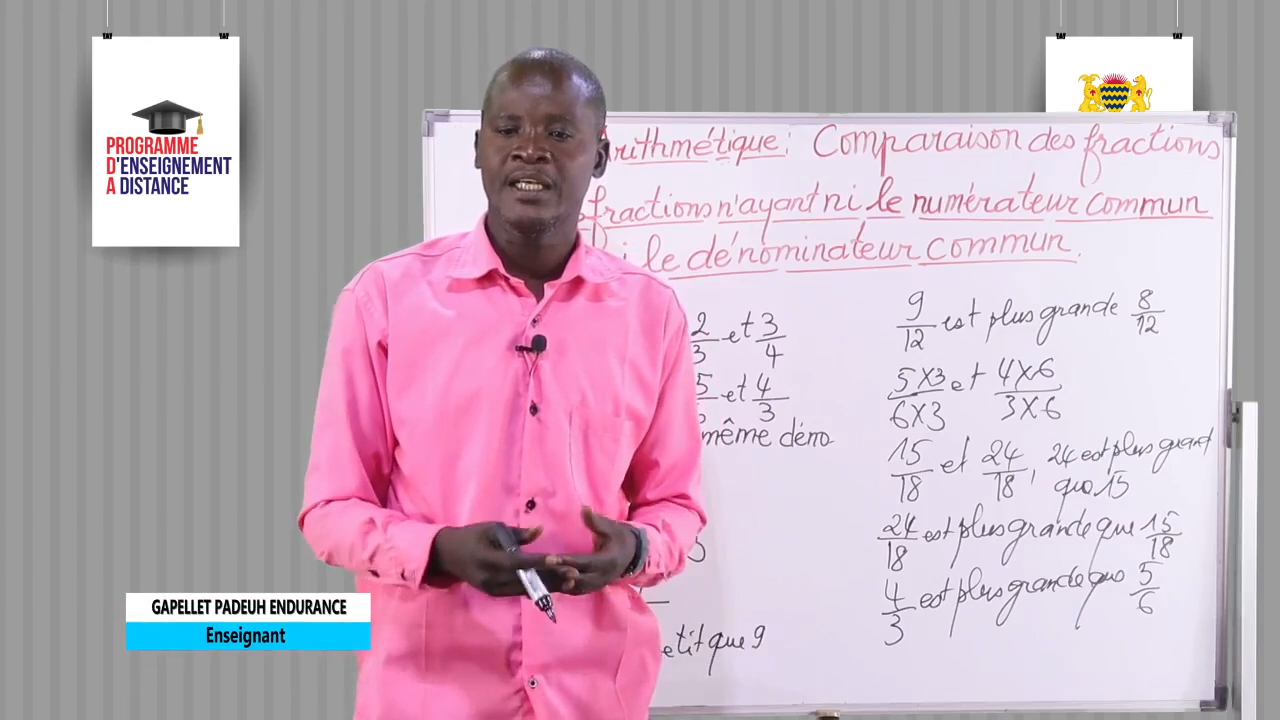 PROGRAMME
D'ENSEIGNEMENT
A DISTANCE
rithmétique : Comparaison des fractions
fractions n'ayant ni le numérateur commun
i le dénominateur commun.
2/3 et 3/4
5 et 4/3
même déno
etit que 9
9/12 est plus grande 8/12
5X3/6X3 et 4X6/3X6
15/18 et 24/18, 24 est plus grant
que 15
24/18 est plus grande que 15/18
4/3 est plus grande que 5/6
GAPELLET PADEUH ENDURANCE
Enseignant